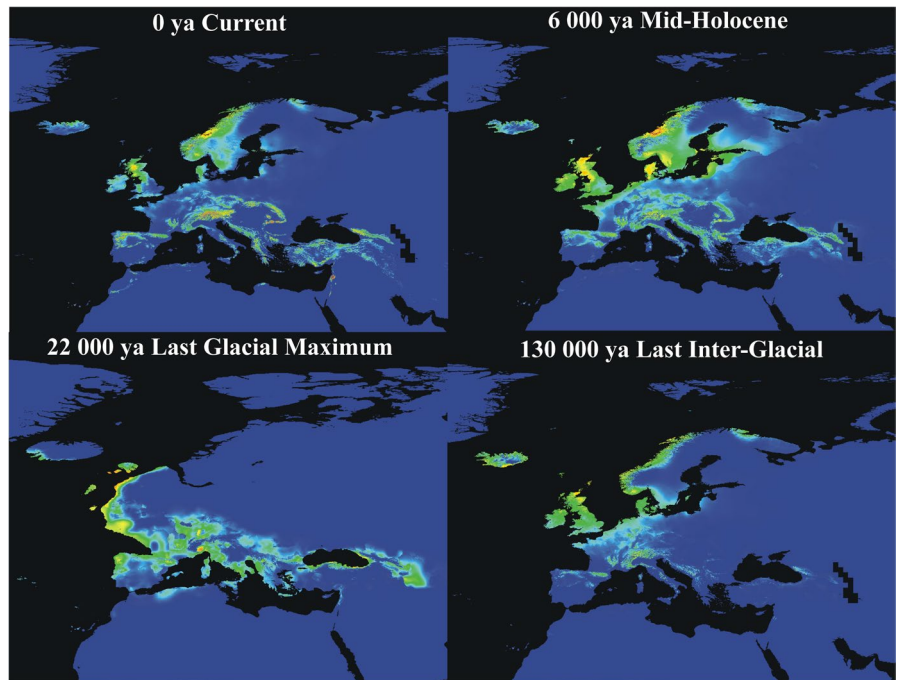 0 ya Current
6 000 ya Mid-Holocene
22 000 ya Last Glacial Maximum
130 000 ya Last Inter-Glacial